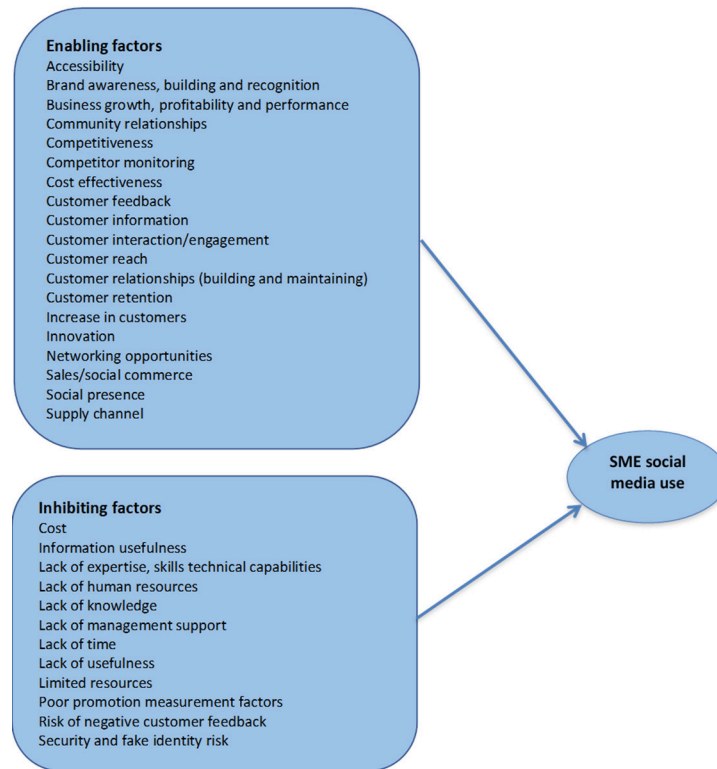 Enabling factors
Accessibility
Brand awareness, building and recognition
Business growth, profitability and performance
Community relationships
Competitiveness
Competitor monitoring
Cost effectiveness
Customer feedback
Customer information
Customer interaction/engagement
Customer reach
Customer relationships (building and maintaining)
Customer retention
Increase in customers
Innovation
Networking opportunities
Sales/social commerce
Social presence
Supply channel
SME social
media use
Inhibiting factors
Cost
Information usefulness
Lack of expertise, skills technical capabilities
Lack of human resources
Lack of knowledge
Lack of management support
Lack of time
Lack of usefulness
Limited resources
Poor promotion measurement factors
Risk of negative customer feedback
Security and fake identity risk